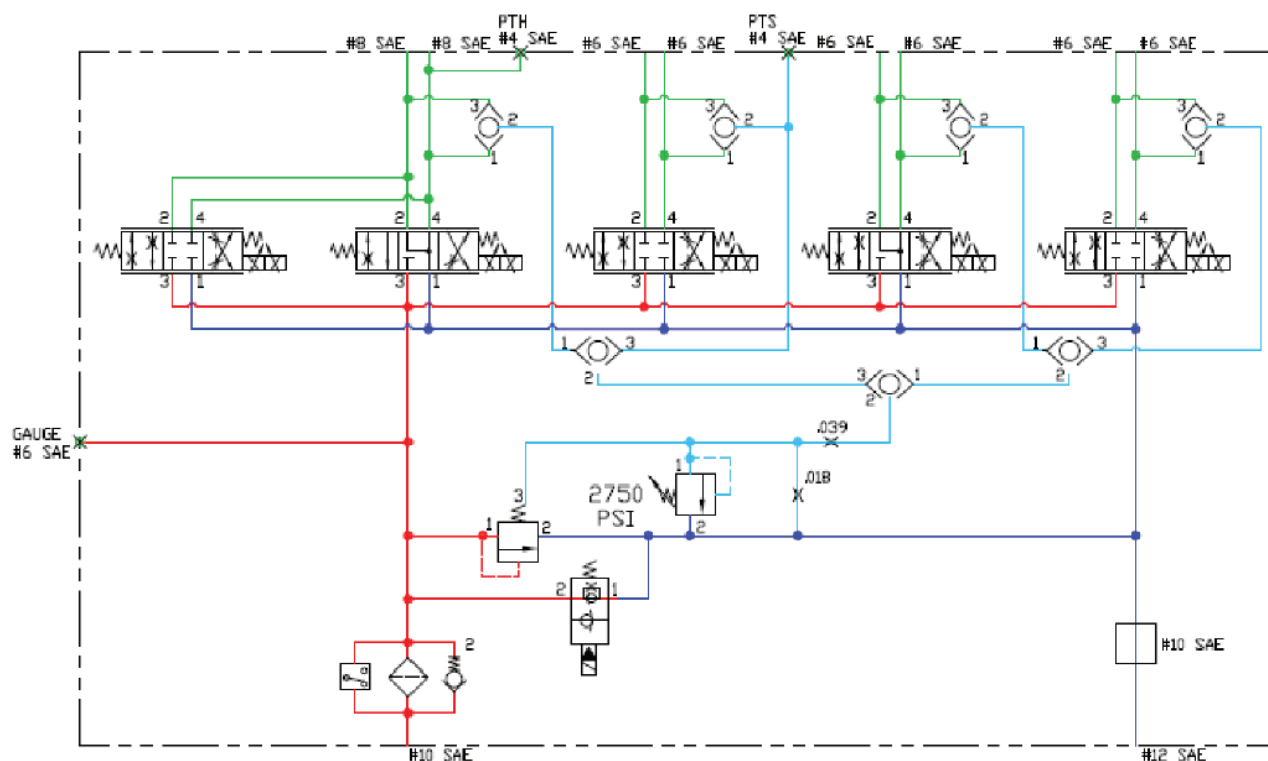 PTH
#8 SAE #8 SAE #4 SAE #6 SAE #6 SAE
PTS
#4 SAE #6 SAE #6 SAE #6 SAE #6 SAE
3 2 1
3 2 1
3 2 1
3 2 1
2 4 2 4 2 4 2 4 2 4
3 1 3 1 3 1 3 1 3 1
1 3 2
1 3 2
3 1 2
GAUGE
#6 SAE
.039
.018
1
2750
PSI
2
3
1 2
2 1
2
#10 SAE
#10 SAE
#12 SAE